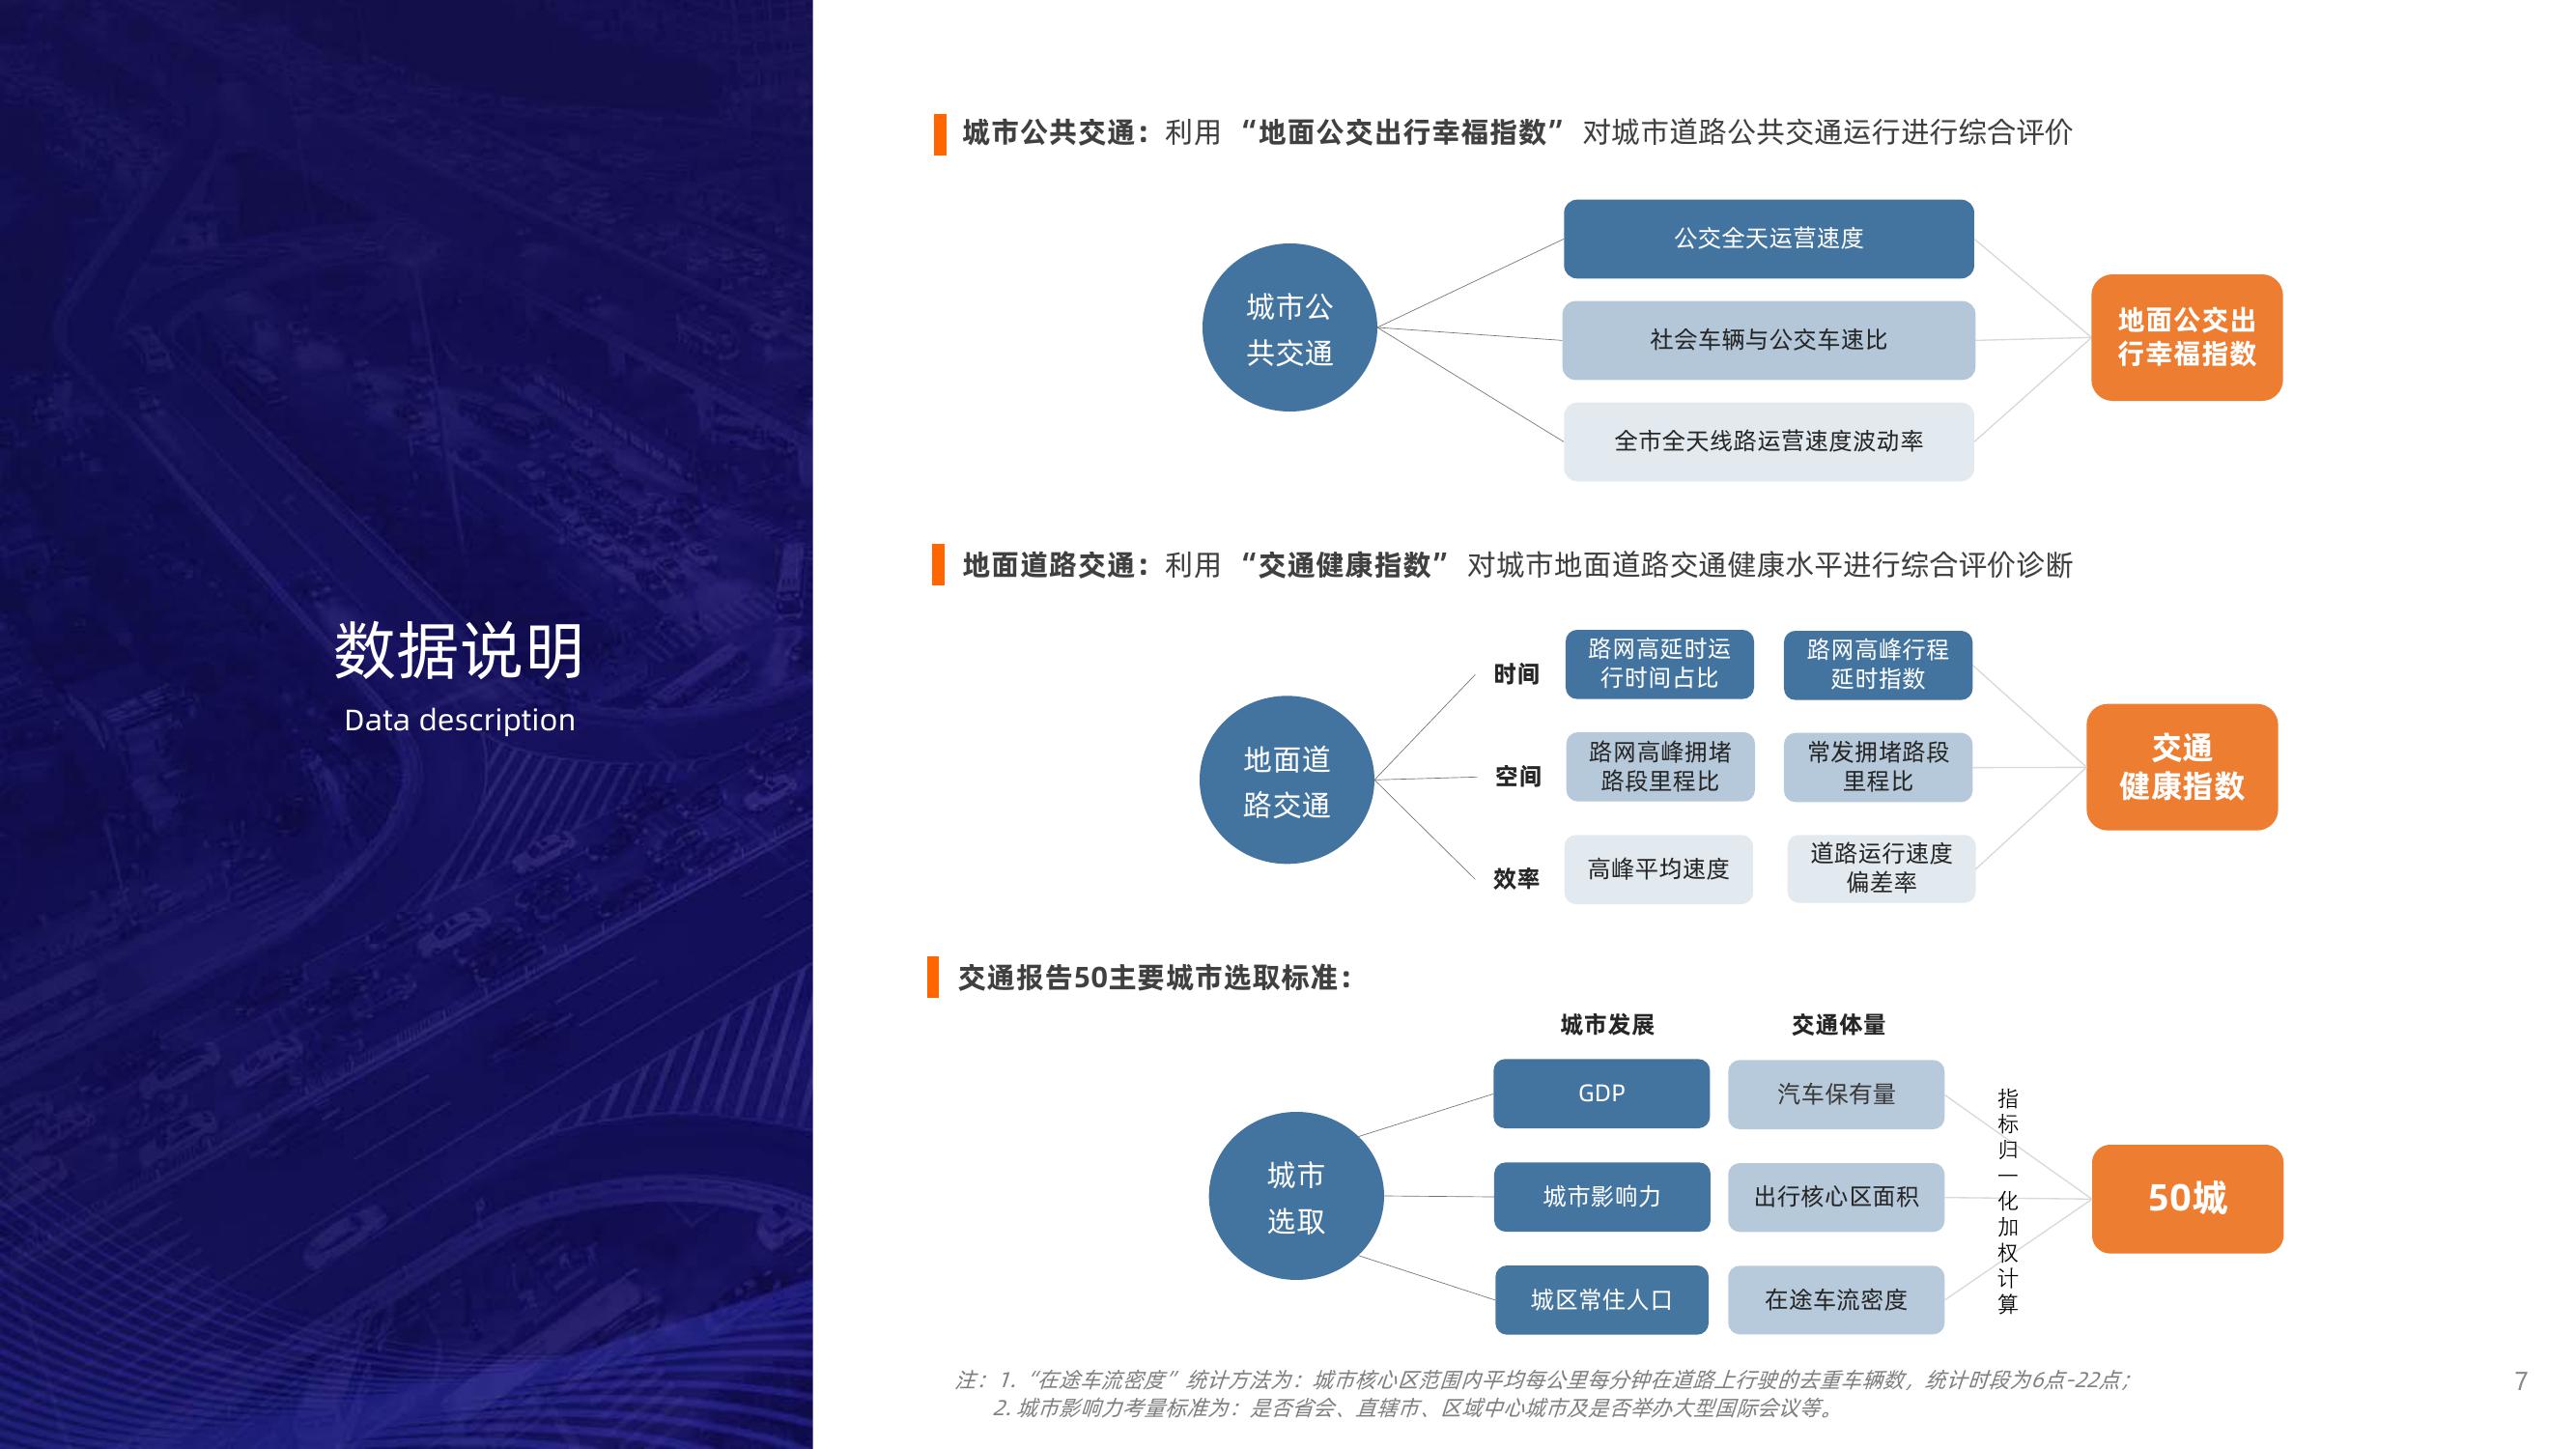 数据说明
Data description
城市公共交通：利用“地面公交出行幸福指数”对城市道路公共交通运行进行综合评价
城市公
共交通
公交全天运营速度
社会车辆与公交车速比
全市全天线路运营速度波动率
地面公交出
行幸福指数
地面道路交通：利用“交通健康指数”对城市地面道路交通健康水平进行综合评价诊断
地面道
路交通
时间
路网高延时运
行时间占比
路网高峰行程
延时指数
空间
路网高峰拥堵
路段里程比
常发拥堵路段
里程比
效率
高峰平均速度
道路运行速度
偏差率
交通
健康指数
交通报告50主要城市选取标准：
城市
选取
城市发展
交通体量
GDP
汽车保有量
城市影响力
出行核心区面积
城区常住人口
在途车流密度
指标归一化加权计算
50城
注：1.“在途车流密度”统计方法为：城市核心区范围内平均每公里每分钟在道路上行驶的去重车辆数，统计时段为6点-22点；
2. 城市影响力考量标准为：是否省会、直辖市、区域中心城市及是否举办大型国际会议等。
7